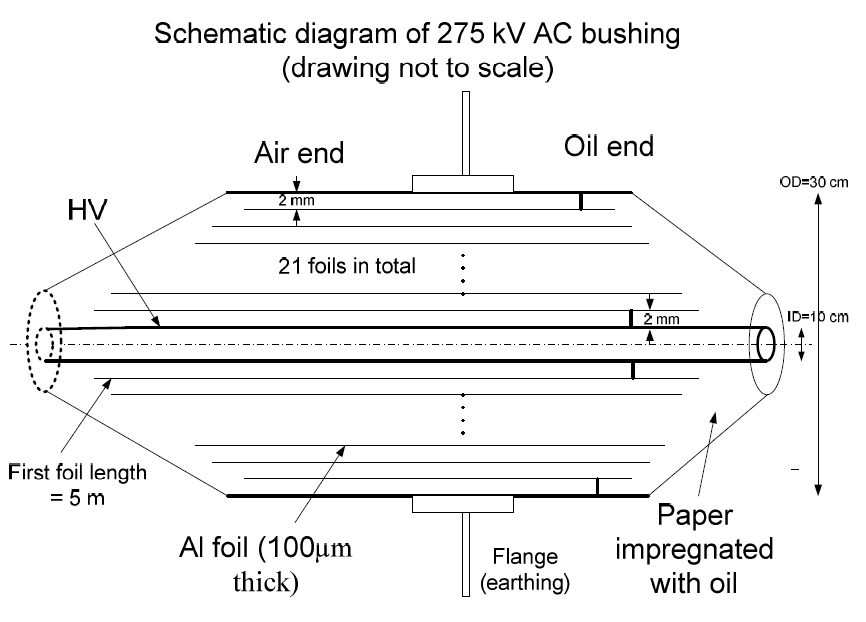 Schematic diagram of 275 kV AC bushing
(drawing not to scale)
Air end
Oil end
OD=30 cm
2 mm
HV
21 foils in total
ID=10 cm
2 mm
First foil length
= 5 m
Al foil (100µm
thick)
Flange
(earthing)
Paper
impregnated
with oil